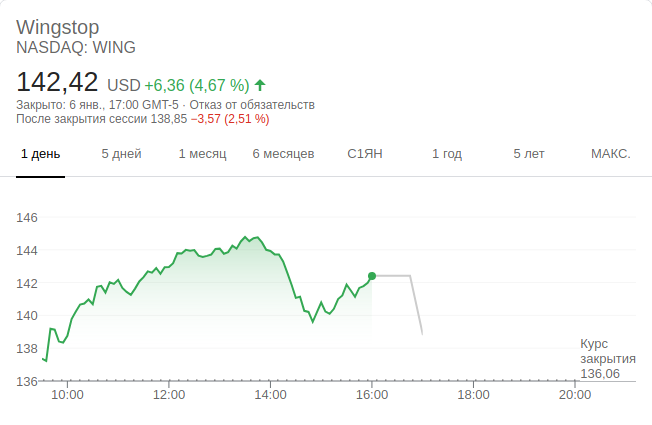 Wingstop
NASDAQ: WING
142,42 USD +6,36 (4,67 %)
Закрыто: 6 янв., 17:00 GMT-5 · Отказ от обязательств
После закрытия сессии 138,85 −3,57 (2,51 %)
1 день 5 дней 1 месяц 6 месяцев С1ЯН 1 год 5 лет МАКС.
146
144
142
140
138
136
Курс
закрытия
136,06
10:00 12:00 14:00 16:00 18:00 20:00